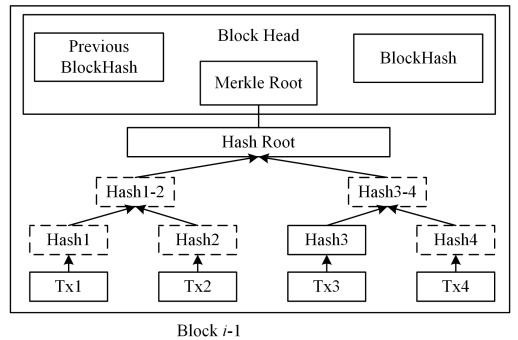 Block Head
Previous
BlockHash
BlockHash
Merkle Root
Hash Root
Hash1-2
Hash3-4
Hash1
Hash2
Hash3
Hash4
Tx1
Tx2
Tx3
Tx4
Block i-1